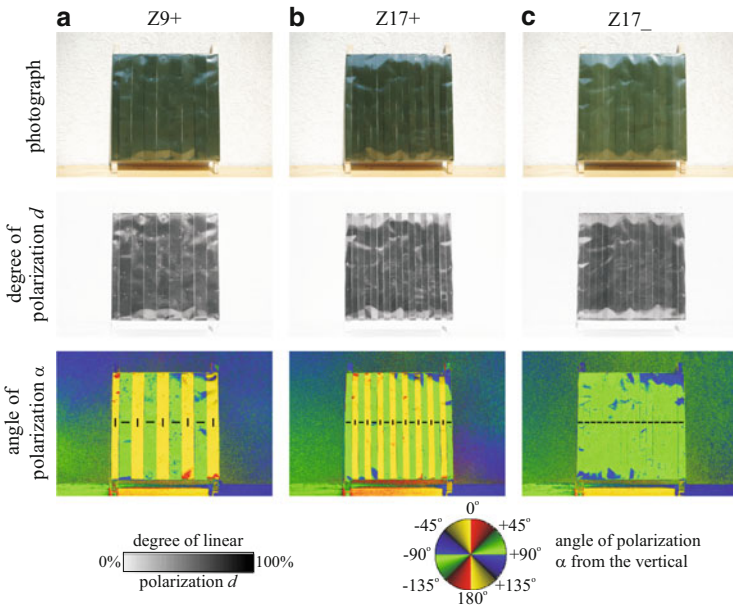 a Z9+
b Z17+
c Z17_
photograph
degree of
polarization d
angle of
polarization α
degree of linear
0% 100%
polarization d
0°
-45° +45°
-90° +90°
-135° +135°
180°
angle of polarization
α from the vertical